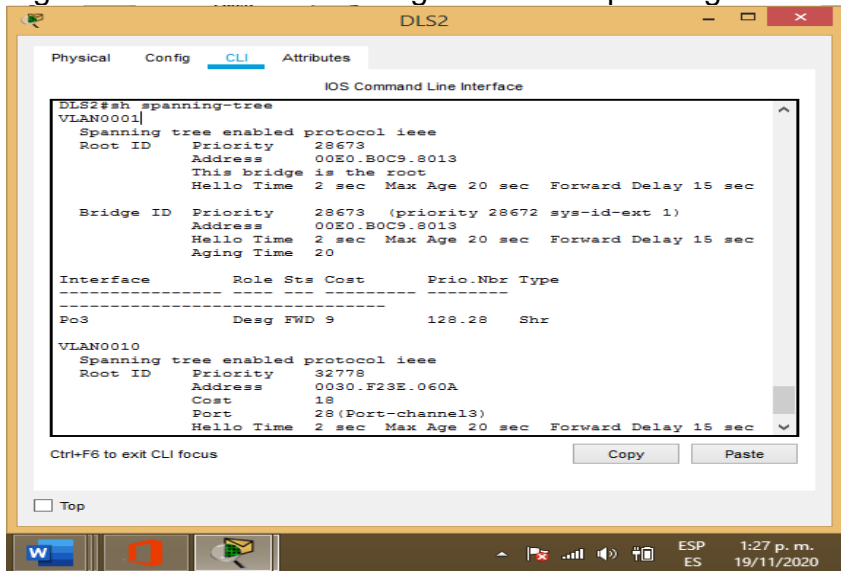 DLS2
Physical Config CLI Attributes
IOS Command Line Interface
DLS2#sh spanning-tree
VLAN0001
  Spanning tree enabled protocol ieee
  Root ID    Priority    28673
             Address     00E0.B0C9.8013
             This bridge is the root
             Hello Time  2 sec  Max Age 20 sec  Forward Delay 15 sec
  Bridge ID  Priority    28673  (priority 28672 sys-id-ext 1)
             Address     00E0.B0C9.8013
             Hello Time  2 sec  Max Age 20 sec  Forward Delay 15 sec
             Aging Time  20
Interface        Role Sts Cost      Prio.Nbr Type
---------------- ---- --- --------- --------
--------------------------------
Po3              Desg FWD 9         128.28   Shr
VLAN0010
  Spanning tree enabled protocol ieee
  Root ID    Priority    32778
             Address     0030.F23E.060A
             Cost        18
             Port        28(Port-channel3)
             Hello Time  2 sec  Max Age 20 sec  Forward Delay 15 sec
Ctrl+F6 to exit CLI focus
Copy Paste
Top
W
ESP 1:27 p. m.
ES 19/11/2020